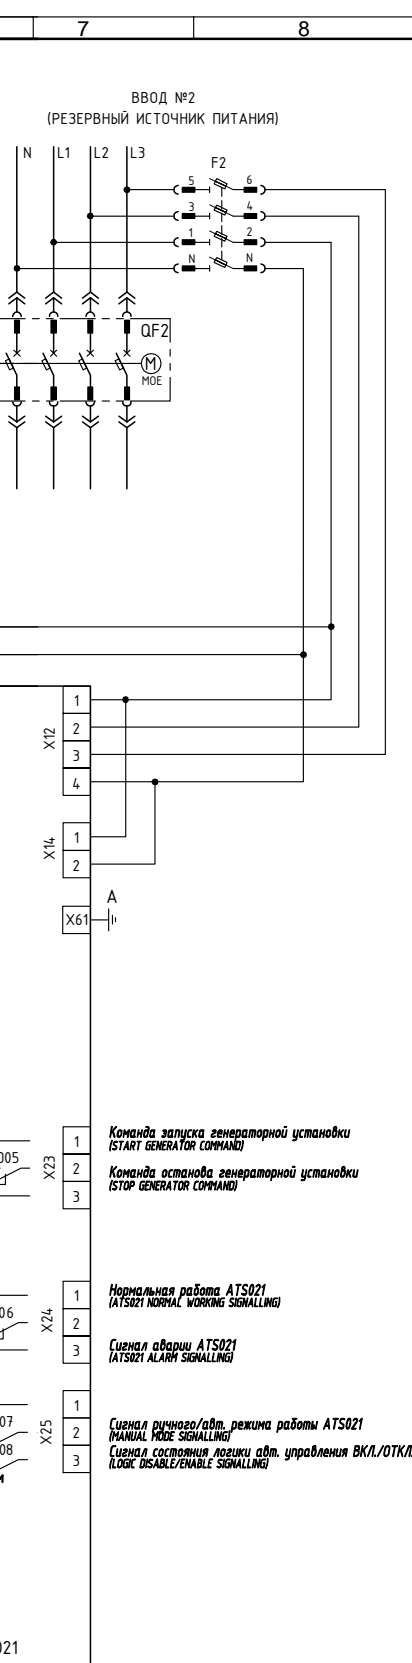 7 8
ВВОД №2
(РЕЗЕРВНЫЙ ИСТОЧНИК ПИТАНИЯ)
N L1 L2 L3
F2
5 6
3 4
1 2
N N
QF2
M
MOE
X12
1
2
3
4
X14
1
2
A
X61
X23
1 Команда запуска генераторной установки
(START GENERATOR COMMAND)
005
2 Команда останова генераторной установки
(STOP GENERATOR COMMAND)
3
X24
1 Нормальная работа ATS021
(ATS021 NORMAL WORKING SIGNALLING)
06
2
3 Сигнал аварии ATS021
(ATS021 ALARM SIGNALLING)
X25
1
07
2 Сигнал ручного/авт. режима работы ATS021
(MANUAL MODE SIGNALLING)
08
3 Сигнал состояния логики авт. управления ВКЛ./ОТКЛ.
(LOGIC DISABLE/ENABLE SIGNALLING)
021